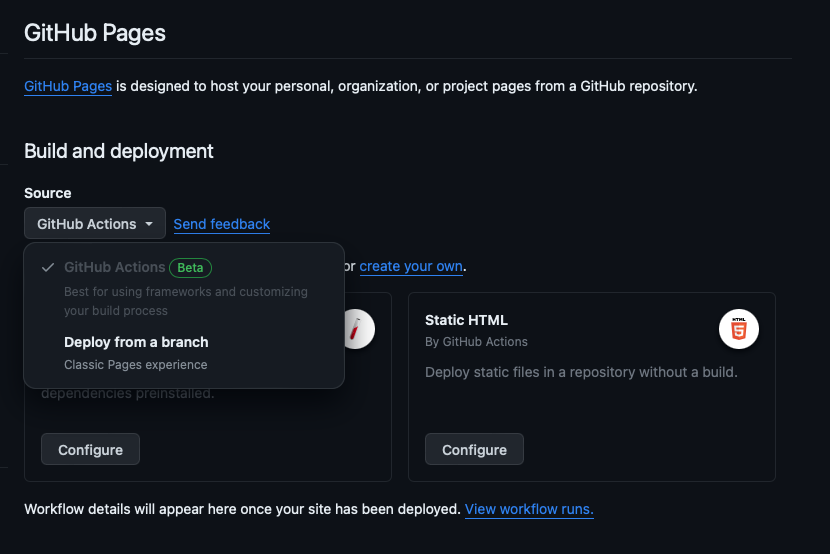 GitHub Pages
GitHub Pages is designed to host your personal, organization, or project pages from a GitHub repository.
Build and deployment
Source
GitHub Actions
Send feedback
GitHub Actions Beta
Best for using frameworks and customizing
your build process
Deploy from a branch
Classic Pages experience
or create your own.
dependencies preinstalled.
Configure
Static HTML
By GitHub Actions
HTML
5
Deploy static files in a repository without a build.
Configure
Workflow details will appear here once your site has been deployed. View workflow runs.